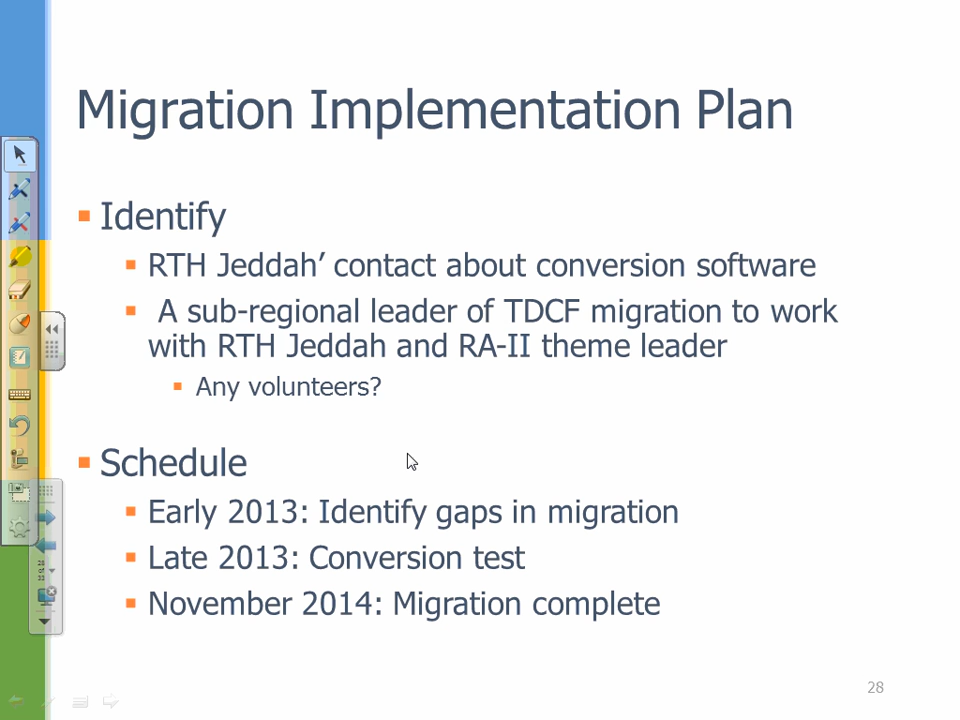 Migration Implementation Plan
Identify
RTH Jeddah’ contact about conversion software
A sub-regional leader of TDCF migration to work
with RTH Jeddah and RA-II theme leader
Any volunteers?
Schedule
Early 2013: Identify gaps in migration
Late 2013: Conversion test
November 2014: Migration complete
28